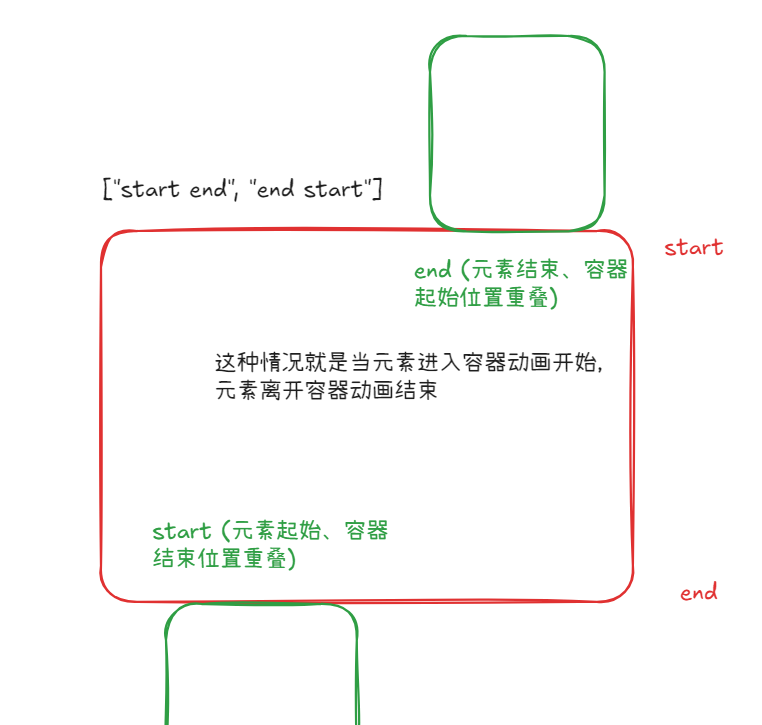 ["start end", "end start"]
start
end (元素结束、容器
起始位置重叠)
这种情况就是当元素进入容器动画开始,
元素离开容器动画结束
start (元素起始、容器
结束位置重叠)
end